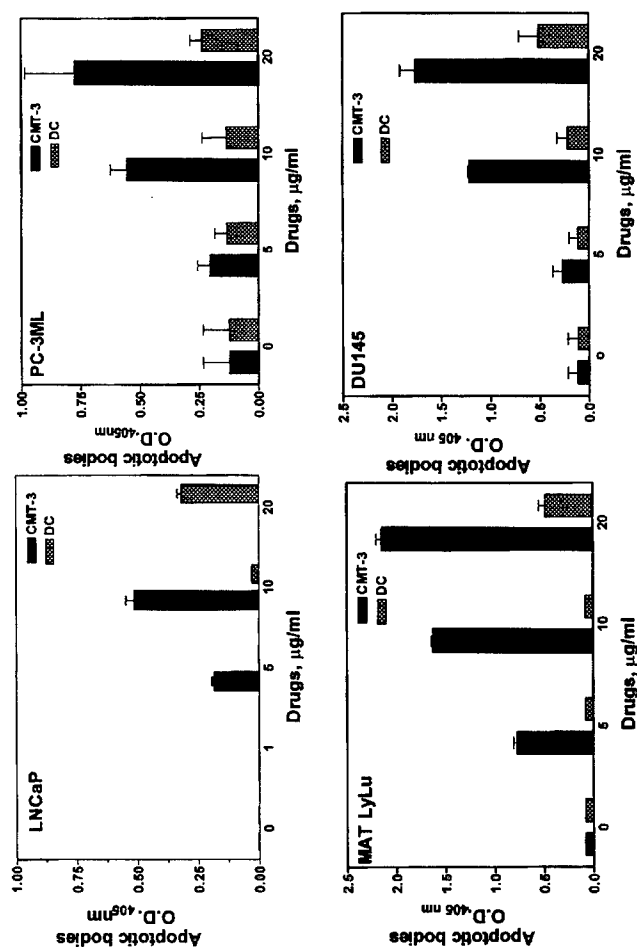 LNCaP
CMT-3
DC
Apoptotic bodies
O.D. 405nm
1.00
0.75
0.50
0.25
0.00
0 1 5 10 20
Drugs, µg/ml
PC-3ML
CMT-3
DC
Apoptotic bodies
O.D. 405nm
1.00
0.75
0.50
0.25
0.00
0 5 10 20
Drugs, µg/ml
MAT LyLu
CMT-3
DC
Apoptotic bodies
O.D. 405 nm
2.5
2.0
1.5
1.0
0.5
0.0
0 5 10 20
Drugs, µg/ml
DU145
CMT-3
DC
Apoptotic bodies
O.D. 405 nm
2.5
2.0
1.5
1.0
0.5
0.0
0 5 10 20
Drugs, µg/ml